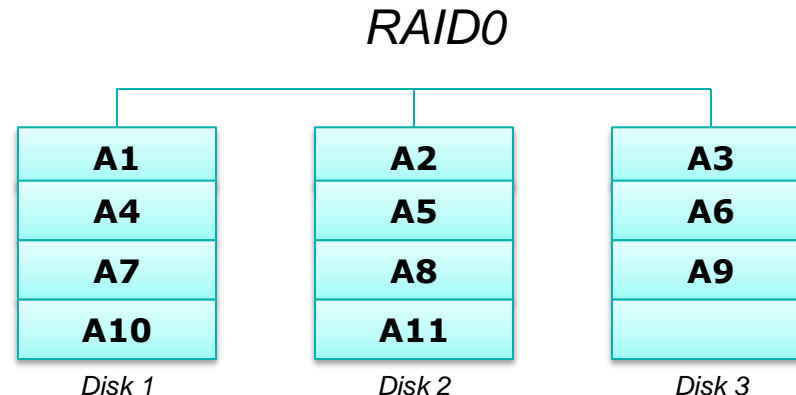 RAID0
A1 A2 A3
A4 A5 A6
A7 A8 A9
A10 A11
Disk 1 Disk 2 Disk 3